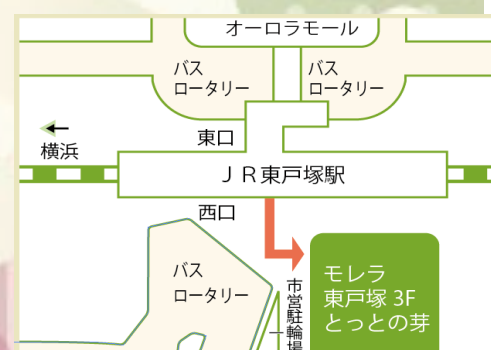 オーロラモール
バス
ロータリー
バス
ロータリー
横浜
東口
ＪＲ東戸塚駅
西口
バス
ロータリー
市営駐輪場
モレラ
東戸塚 3F
とっとの芽